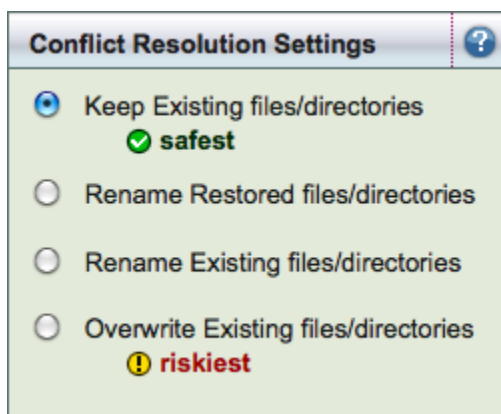 Conflict Resolution Settings ?
Keep Existing files/directories
safest
Rename Restored files/directories
Rename Existing files/directories
Overwrite Existing files/directories
! riskiest